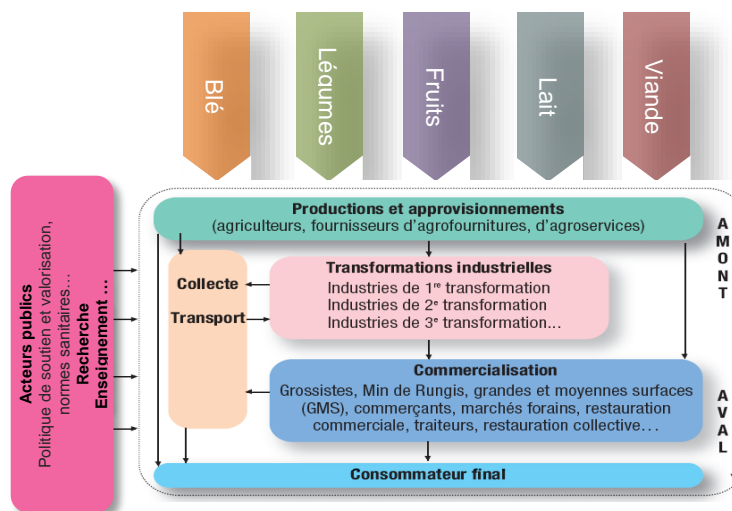 Blé
Légumes
Fruits
Lait
Viande
Acteurs publics
Politique de soutien et valorisation,
normes sanitaires...
Recherche
Enseignement ...
Productions et approvisionnements
(agriculteurs, fournisseurs d'agrofournitures, d'agroservices)
Collecte
Transport
Transformations industrielles
Industries de 1re transformation
Industries de 2e transformation
Industries de 3e transformation...
Commercialisation
Grossistes, Min de Rungis, grandes et moyennes surfaces
(GMS), commerçants, marchés forains, restauration
commerciale, traiteurs, restauration collective...
Consommateur final
AMONT
AVAL